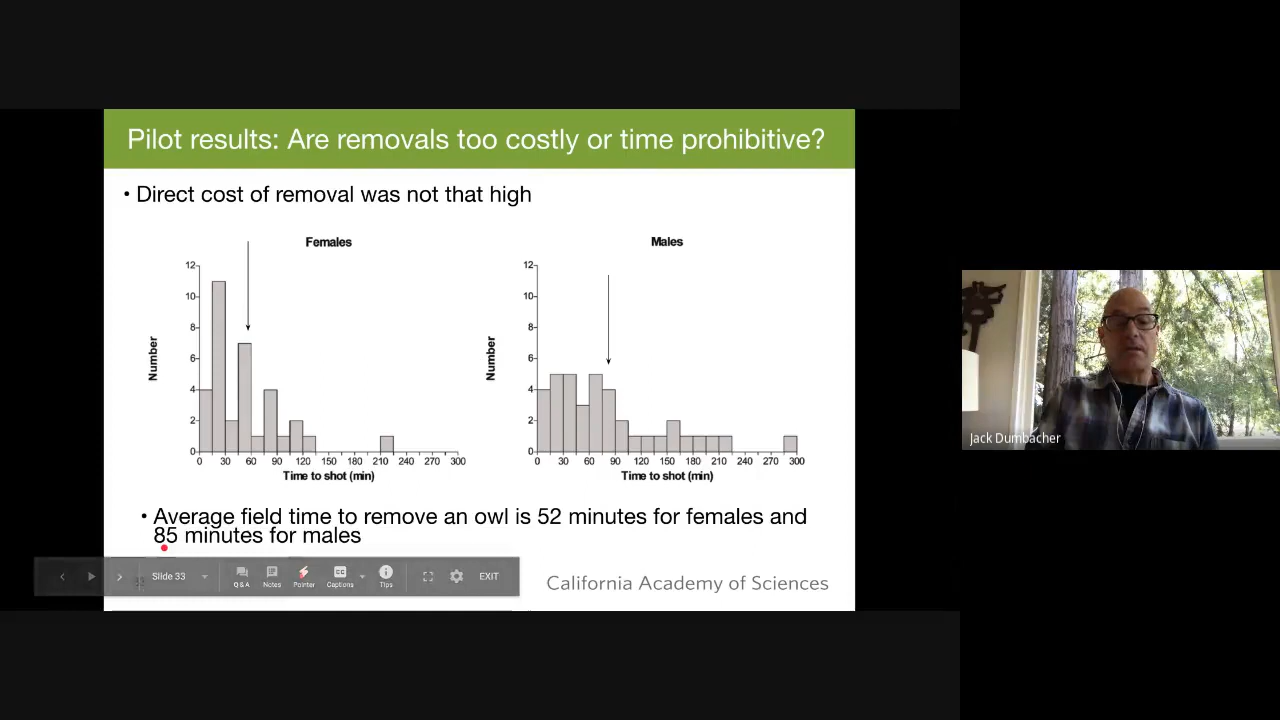 Pilot results: Are removals too costly or time prohibitive?
• Direct cost of removal was not that high
Females
12
10
8
6
4
2
0
Number
0 30 60 90 120 150 180 210 240 270 300
Time to shot (min)
Males
12
10
8
6
4
2
0
Number
0 30 60 90 120 150 180 210 240 270 300
Time to shot (min)
• Average field time to remove an owl is 52 minutes for females and
85 minutes for males
Slide 33
Q & A
Notes
Pointer
CC
Captions
Tips
EXIT
California Academy of Sciences
Jack Dumbacher